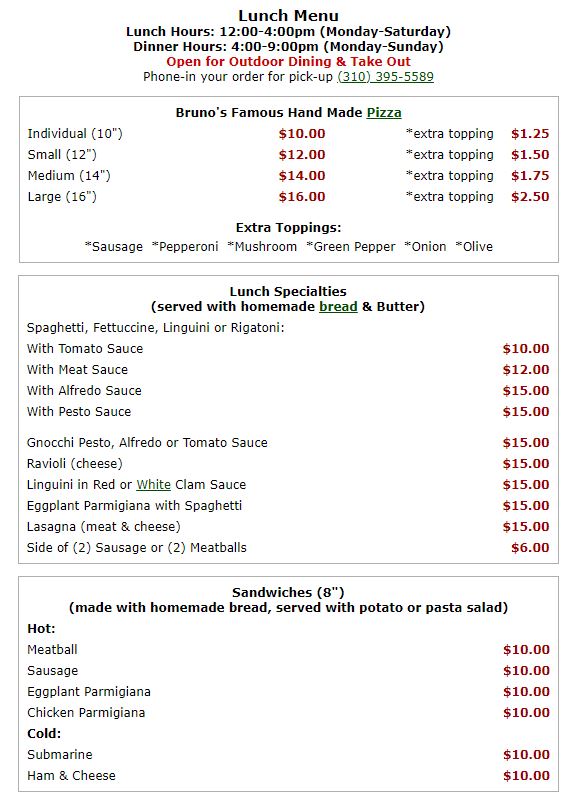 Lunch Menu
Lunch Hours: 12:00-4:00pm (Monday-Saturday)
Dinner Hours: 4:00-9:00pm (Monday-Sunday)
Open for Outdoor Dining & Take Out
Phone-in your order for pick-up (310) 395-5589
Bruno's Famous Hand Made Pizza
Individual (10") $10.00 *extra topping $1.25
Small (12") $12.00 *extra topping $1.50
Medium (14") $14.00 *extra topping $1.75
Large (16") $16.00 *extra topping $2.50
Extra Toppings:
*Sausage *Pepperoni *Mushroom *Green Pepper *Onion *Olive
Lunch Specialties
(served with homemade bread & Butter)
Spaghetti, Fettuccine, Linguini or Rigatoni:
With Tomato Sauce $10.00
With Meat Sauce $12.00
With Alfredo Sauce $15.00
With Pesto Sauce $15.00
Gnocchi Pesto, Alfredo or Tomato Sauce $15.00
Ravioli (cheese) $15.00
Linguini in Red or White Clam Sauce $15.00
Eggplant Parmigiana with Spaghetti $15.00
Lasagna (meat & cheese) $15.00
Side of (2) Sausage or (2) Meatballs $6.00
Sandwiches (8")
(made with homemade bread, served with potato or pasta salad)
Hot:
Meatball $10.00
Sausage $10.00
Eggplant Parmigiana $10.00
Chicken Parmigiana $10.00
Cold:
Submarine $10.00
Ham & Cheese $10.00